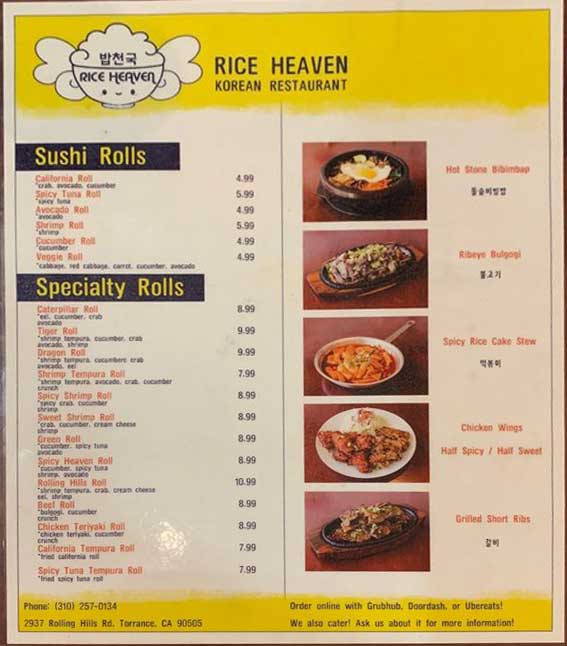 밥천국
RICE HEAVEN
RICE HEAVEN
KOREAN RESTAURANT
Sushi Rolls
California Roll 4.99
*crab, avocado, cucumber
Spicy Tuna Roll 5.99
*spicy tuna
Avocado Roll 4.99
*avocado
Shrimp Roll 5.99
*shrimp
Cucumber Roll 4.99
*cucumber
Veggie Roll 4.99
*cabbage, red cabbage, carrot, cucumber, avocado
Specialty Rolls
Caterpillar Roll 8.99
*eel, cucumber, crab
avocado
Tiger Roll 9.99
*shrimp tempura, cucumber, crab
avocado, shrimp
Dragon Roll 9.99
*shrimp tempura, cucumberc crab
avocado, eel
Shrimp Tempura Roll 7.99
*shrimp tempura, avocado, crab, cucumber
crunch
Spicy Shrimp Roll 8.99
*spicy crab, cucumber
shrimp
Sweet Shrimp Roll 8.99
*crab, cucumber, cream cheese
shrimp
Green Roll 8.99
*cucumber, spicy tuna
avocado
Spicy Heaven Roll 8.99
*cucumber, spicy tuna
shrimp, avocado
Rolling Hills Roll 10.99
*shrimp tempura, crab, cream cheese
eel, shrimp
Beef Roll 8.99
*bulgogi, cucumber
crunch
Chicken Teriyaki Roll 8.99
*chicken teriyaki, cucumber
crunch
California Tempura Roll 7.99
*fried california roll
Spicy Tuna Tempura Roll 7.99
*fried spicy tuna roll
Hot Stone Bibimbap
돌솥비빔밥
Ribeye Bulgogi
불고기
Spicy Rice Cake Stew
떡볶이
Chicken Wings
Half Spicy / Half Sweet
Grilled Short Ribs
갈비
Phone: (310) 257-0134
2937 Rolling Hills Rd, Torrance, CA 90505
Order online with Grubhub, Doordash, or Ubereats!
We also cater! Ask us about it for more information!